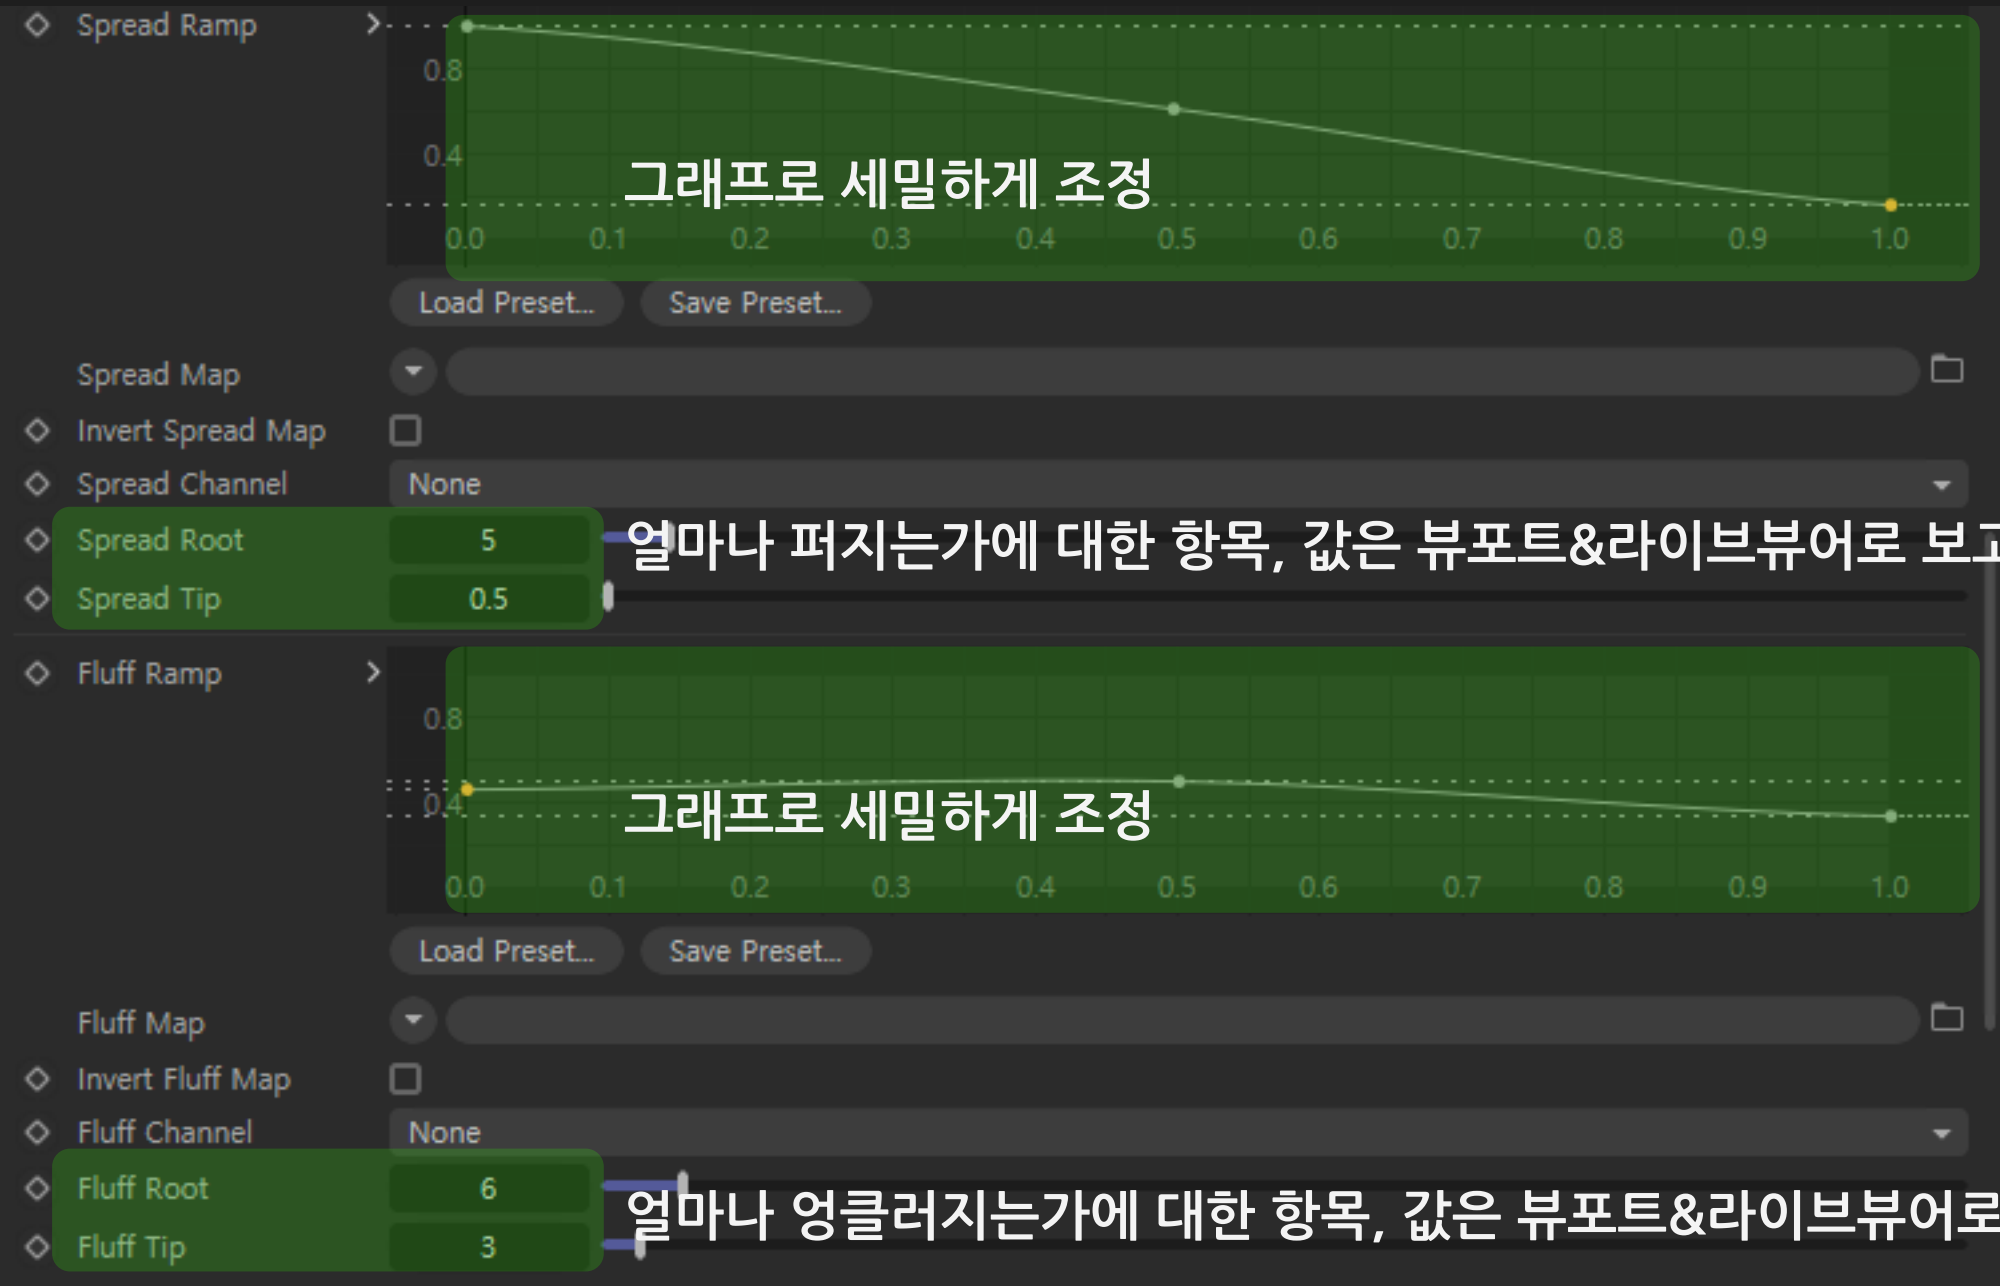 Spread Ramp
0.8
0.4
그래프로 세밀하게 조정
0.0 0.1 0.2 0.3 0.4 0.5 0.6 0.7 0.8 0.9 1.0
Load Preset... Save Preset...
Spread Map
Invert Spread Map
Spread Channel None
Spread Root 5 얼마나 퍼지는가에 대한 항목, 값은 뷰포트&라이브뷰어로 보고
Spread Tip 0.5
Fluff Ramp
0.8
0.4
그래프로 세밀하게 조정
0.0 0.1 0.2 0.3 0.4 0.5 0.6 0.7 0.8 0.9 1.0
Load Preset... Save Preset...
Fluff Map
Invert Fluff Map
Fluff Channel None
Fluff Root 6
얼마나 엉클러지는가에 대한 항목, 값은 뷰포트&라이브뷰어로
Fluff Tip 3